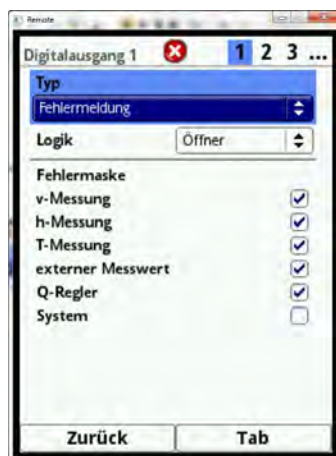 Remote
Digitalausgang 1 1 2 3 ...
Typ
Fehlermeldung
Logik Öffner
Fehlermaske
v-Messung
h-Messung
T-Messung
externer Messwert
Q-Regler
System
Zurück Tab